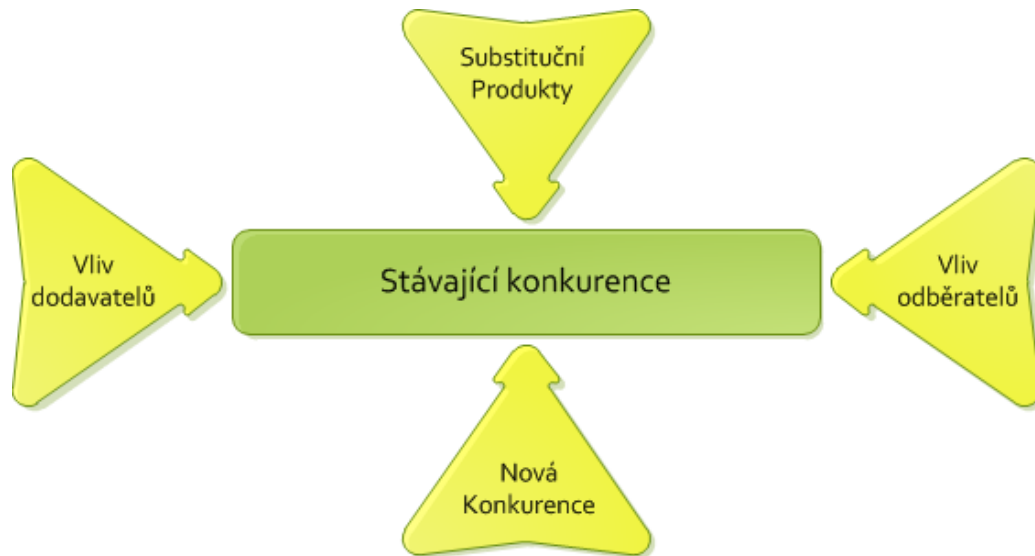 Substituční
Produkty
Vliv
dodavatelů
Stávající konkurence
Vliv
odběratelů
Nová
Konkurence